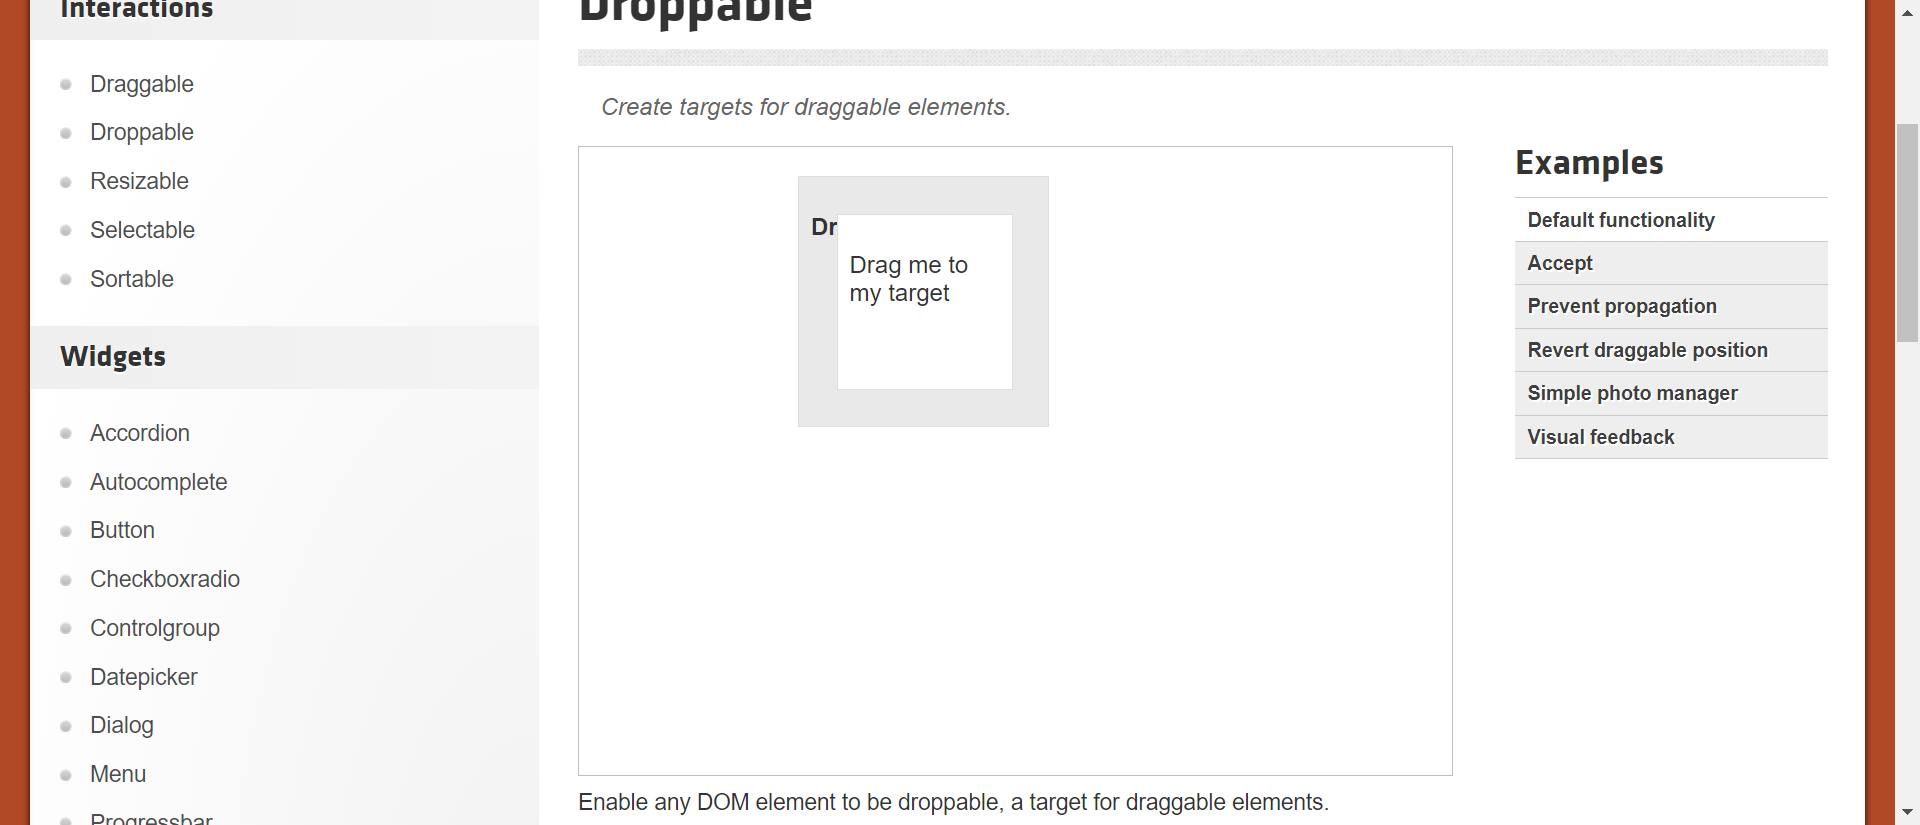 Interactions
Draggable
Droppable
Resizable
Selectable
Sortable
Widgets
Accordion
Autocomplete
Button
Checkboxradio
Controlgroup
Datepicker
Dialog
Menu
Progressbar
Droppable
Create targets for draggable elements.
Dr
Drag me to
my target
Enable any DOM element to be droppable, a target for draggable elements.
Examples
Default functionality
Accept
Prevent propagation
Revert draggable position
Simple photo manager
Visual feedback